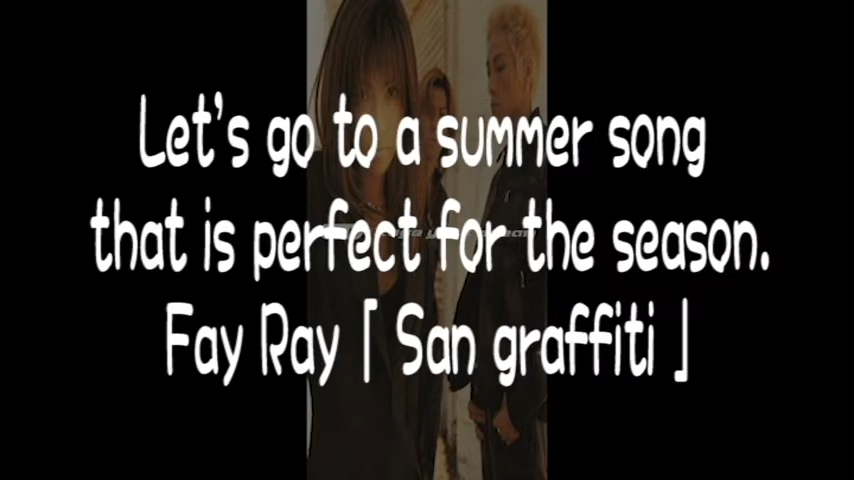 Let's go to a summer song
that is perfect for the season.
Fay Ray「 San graffiti 」